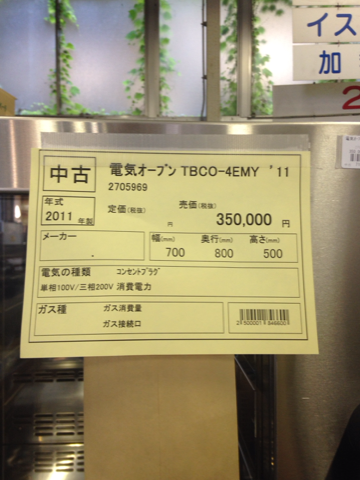 イス
加
2
中古
電気オーブン TBCO-4EMY '11
2705969
年式
2011 年製
定価(税抜) 円
売価(税抜) 350,000 円
メーカー
幅(mm) 奥行(mm) 高さ(mm)
700 800 500
電気の種類 コンセントプラグ
単相100V/三相200V 消費電力
ガス種 ガス消費量
ガス接続口